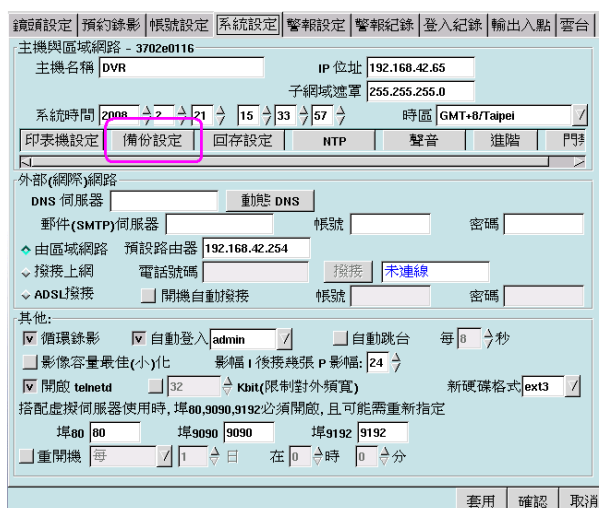 鏡頭設定 預約錄影 帳號設定 系統設定 警報設定 警報紀錄 登入紀錄 輸出入點 雲台
主機與區域網路 - 3702e0116
主機名稱 DVR IP 位址 192.168.42.65
子網域遮罩 255.255.255.0
系統時間 2008 2 21 15 33 57 時區 GMT+8/Taipei
印表機設定 備份設定 回存設定 NTP 聲音 進階
外部(網際)網路
DNS 伺服器 動態 DNS
郵件(SMTP)伺服器 帳號 密碼
由區域網路 預設路由器 192.168.42.254
撥接上網 電話號碼 撥接 未連線
ADSL撥接 開機自動撥接 帳號 密碼
其他:
循環錄影 自動登入 admin 自動跳台 每 8 秒
影像容量最佳(小)化 影幅 I 後接幾張 P 影幅: 24
開啟 telnetd 32 Kbit(限制對外頻寬) 新硬碟格式 ext3
搭配虛擬伺服器使用時, 埠80,9090,9192必須開啟, 且可能需重新指定
埠80 80 埠9090 9090 埠9192 9192
重開機 每 1 日 在 0 時 0 分
套用 確認 取消